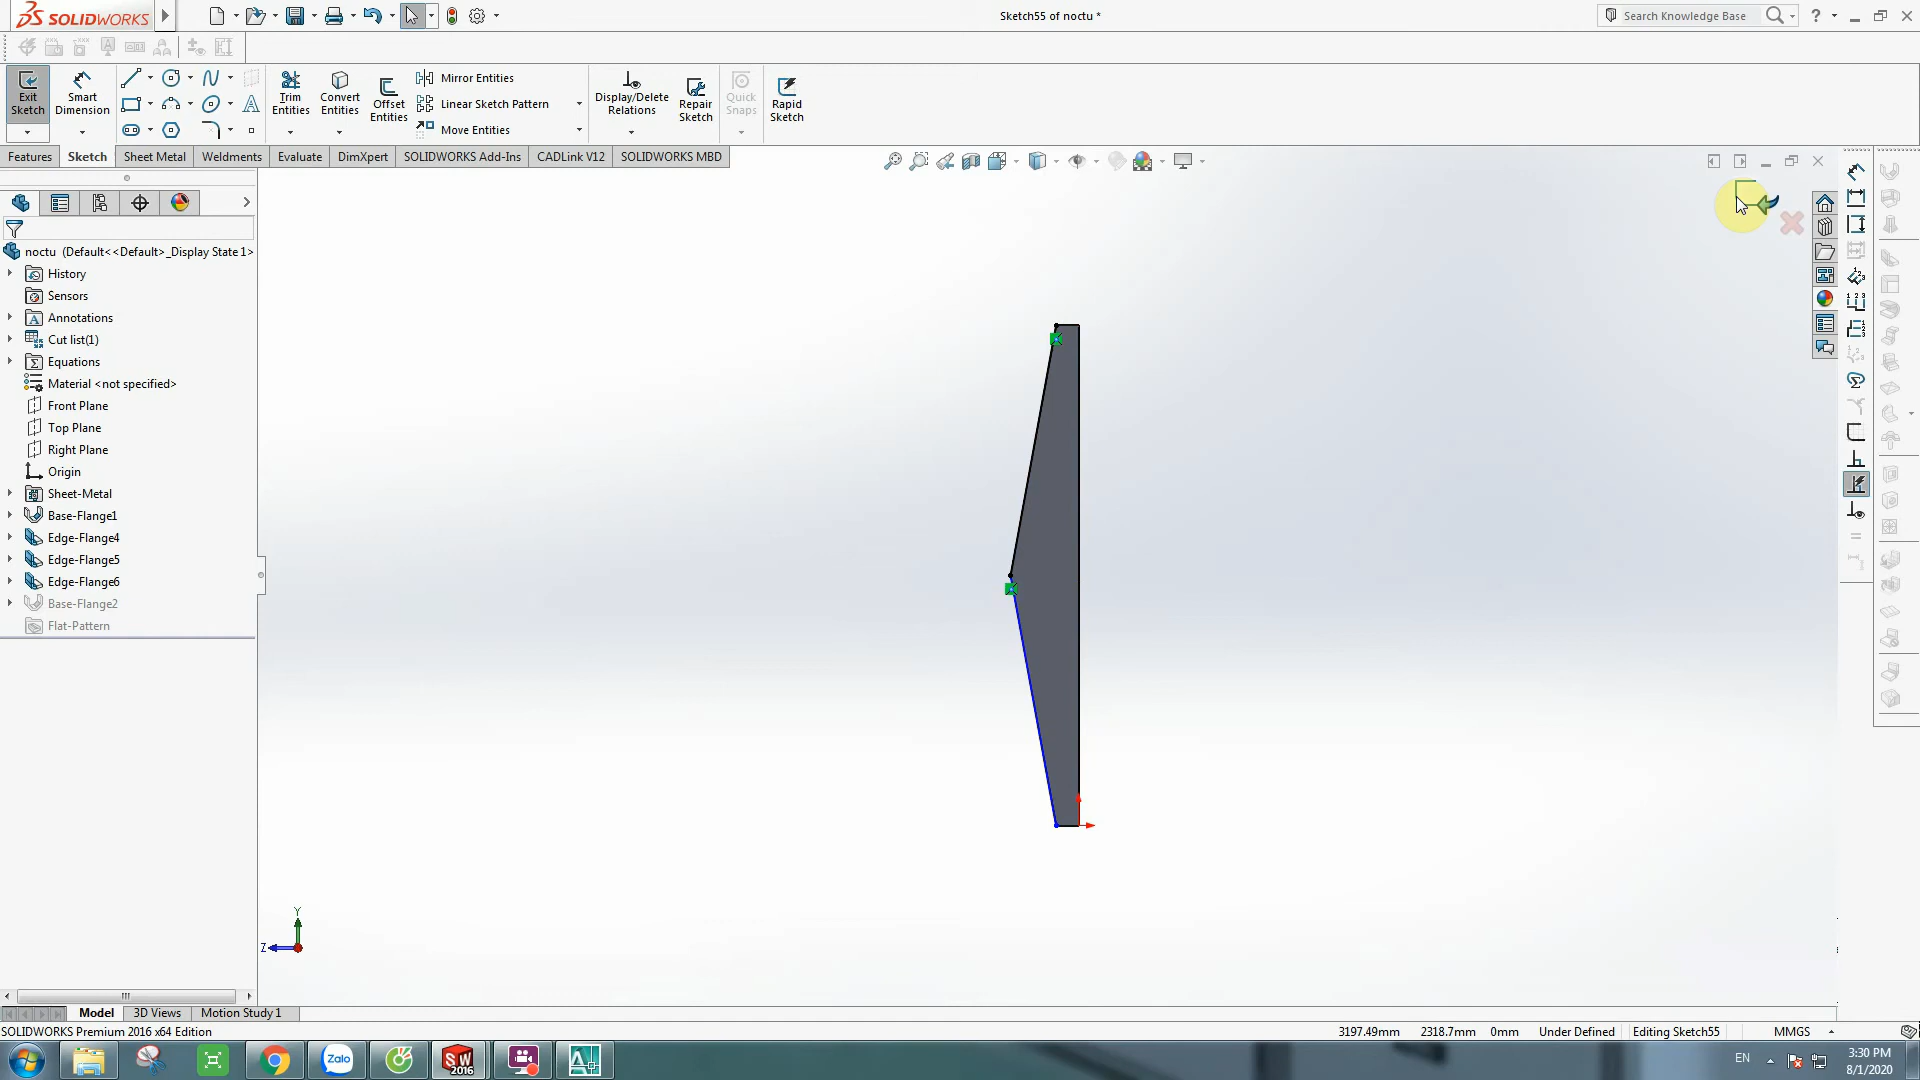 SOLIDWORKS
Sketch55 of noctu *
Search Knowledge Base
Exit Sketch
Smart Dimension
Trim Entities
Convert Entities
Offset Entities
Mirror Entities
Linear Sketch Pattern
Move Entities
Display/Delete Relations
Repair Sketch
Quick Snaps
Rapid Sketch
Features
Sketch
Sheet Metal
Weldments
Evaluate
DimXpert
SOLIDWORKS Add-Ins
CADLink V12
SOLIDWORKS MBD
noctu (Default<<Default>_Display State 1>
History
Sensors
Annotations
Cut list(1)
Equations
Material <not specified>
Front Plane
Top Plane
Right Plane
Origin
Sheet-Metal
Base-Flange1
Edge-Flange4
Edge-Flange5
Edge-Flange6
Base-Flange2
Flat-Pattern
Y
Z
Model
3D Views
Motion Study 1
SOLIDWORKS Premium 2016 x64 Edition
3197.49mm
2318.7mm
0mm
Under Defined
Editing Sketch55
MMGS
Zalo
SW
2016
EN
3:30 PM
8/1/2020